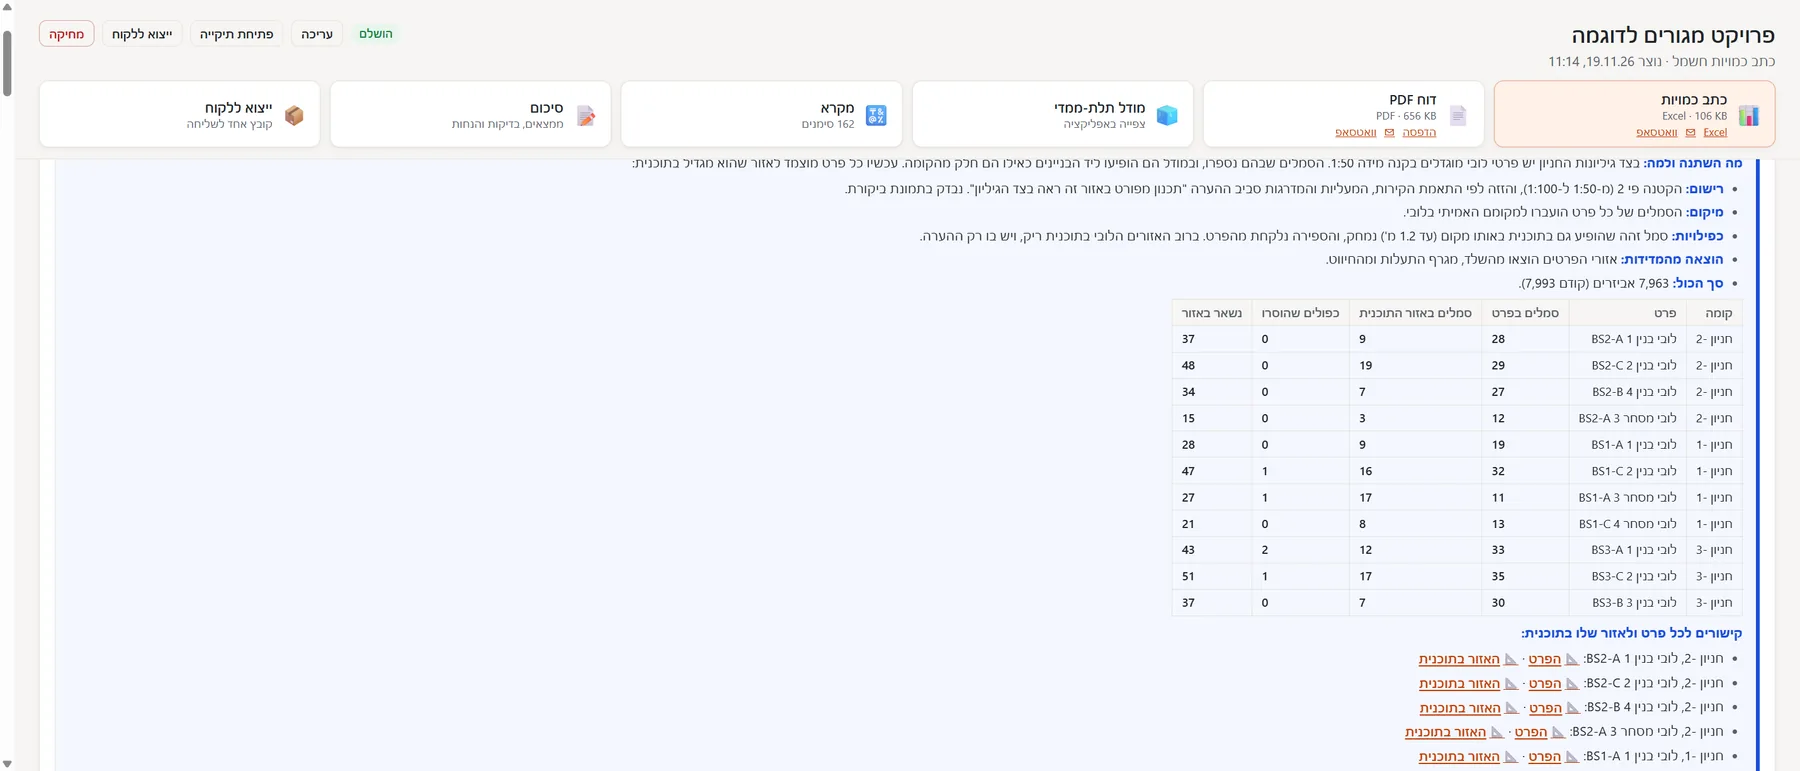 פרויקט מגורים לדוגמה
כתב כמויות חשמל · נוצר 19.11.26, 11:14
הושלם
עריכה
פתיחת תיקייה
ייצוא ללקוח
מחיקה
כתב כמויות
Excel · 106 KB
Excel ✉ וואטסאפ
דוח PDF
PDF · 656 KB
הדפסה ✉ וואטסאפ
מודל תלת-ממדי
צפייה באפליקציה
מקרא
162 סימנים
סיכום
ממצאים, בדיקות והנחות
ייצוא ללקוח
קובץ אחד לשליחה
מה השתנה ולמה: בצד גיליונות החניון יש פרטי לובי מוגדלים בקנה מידה 1:50. הסמלים שבהם נספרו, ובמודל הם הופיעו ליד הבניינים כאילו הם חלק מהקומה. עכשיו כל פרט מוצמד לאזור שהוא מגדיל בתוכנית:
• רישום: הקטנה פי 2 (מ-1:50 ל-1:100), והזזה לפי התאמת הקירות, המעליות והמדרגות סביב ההערה "תכנון מפורט באזור זה ראה בצד הגיליון". נבדק בתמונת ביקורת.
• מיקום: הסמלים של כל פרט הועברו למקומם האמיתי בלובי.
• כפילויות: סמל זהה שהופיע גם בתוכנית באותו מקום (עד 1.2 מ') נמחק, והספירה נלקחת מהפרט. ברוב האזורים הלובי בתוכנית ריק, ויש בו רק ההערה.
• הוצאה מהמדידות: אזורי הפרטים הוצאו מהשלד, מגרף התעלות ומהחיווט.
• סך הכול: 7,963 אביזרים (קודם 7,993).
קומה פרט סמלים בפרט סמלים באזור התוכנית כפולים שהוסרו נשאר באזור
חניון -2 לובי בנין 1 BS2-A 28 9 0 37
חניון -2 לובי בנין 2 BS2-C 29 19 0 48
חניון -2 לובי בנין 4 BS2-B 27 7 0 34
חניון -2 לובי מסחר 3 BS2-A 12 3 0 15
חניון -1 לובי בנין 1 BS1-A 19 9 0 28
חניון -1 לובי בנין 2 BS1-C 32 16 1 47
חניון -1 לובי מסחר 3 BS1-A 11 17 1 27
חניון -1 לובי מסחר 4 BS1-C 13 8 0 21
חניון -3 לובי בנין 1 BS3-A 33 12 2 43
חניון -3 לובי בנין 2 BS3-C 35 17 1 51
חניון -3 לובי בנין 3 BS3-B 30 7 0 37
קישורים לכל פרט ולאזור שלו בתוכנית:
• חניון -2, לובי בנין 1 BS2-A: הפרט · האזור בתוכנית
• חניון -2, לובי בנין 2 BS2-C: הפרט · האזור בתוכנית
• חניון -2, לובי בנין 4 BS2-B: הפרט · האזור בתוכנית
• חניון -2, לובי מסחר 3 BS2-A: הפרט · האזור בתוכנית
• חניון -1, לובי בנין 1 BS1-A: הפרט · האזור בתוכנית